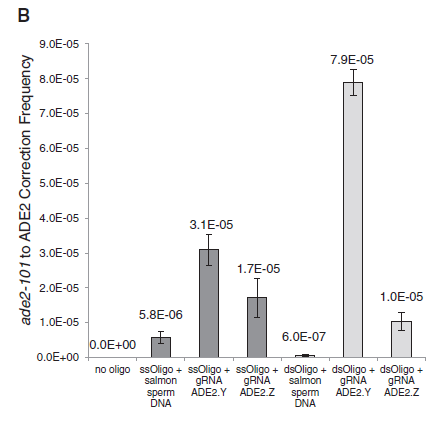 B
ade2-101 to ADE2 Correction Frequency
9.0E-05
8.0E-05
7.0E-05
6.0E-05
5.0E-05
4.0E-05
3.0E-05
2.0E-05
1.0E-05
0.0E+00
0.0E+00
5.8E-06
3.1E-05
1.7E-05
6.0E-07
7.9E-05
1.0E-05
no oligo
ssOligo +
salmon
sperm
DNA
ssOligo +
gRNA
ADE2.Y
ssOligo +
gRNA
ADE2.Z
dsOligo +
salmon
sperm
DNA
dsOligo +
gRNA
ADE2.Y
dsOligo +
gRNA
ADE2.Z